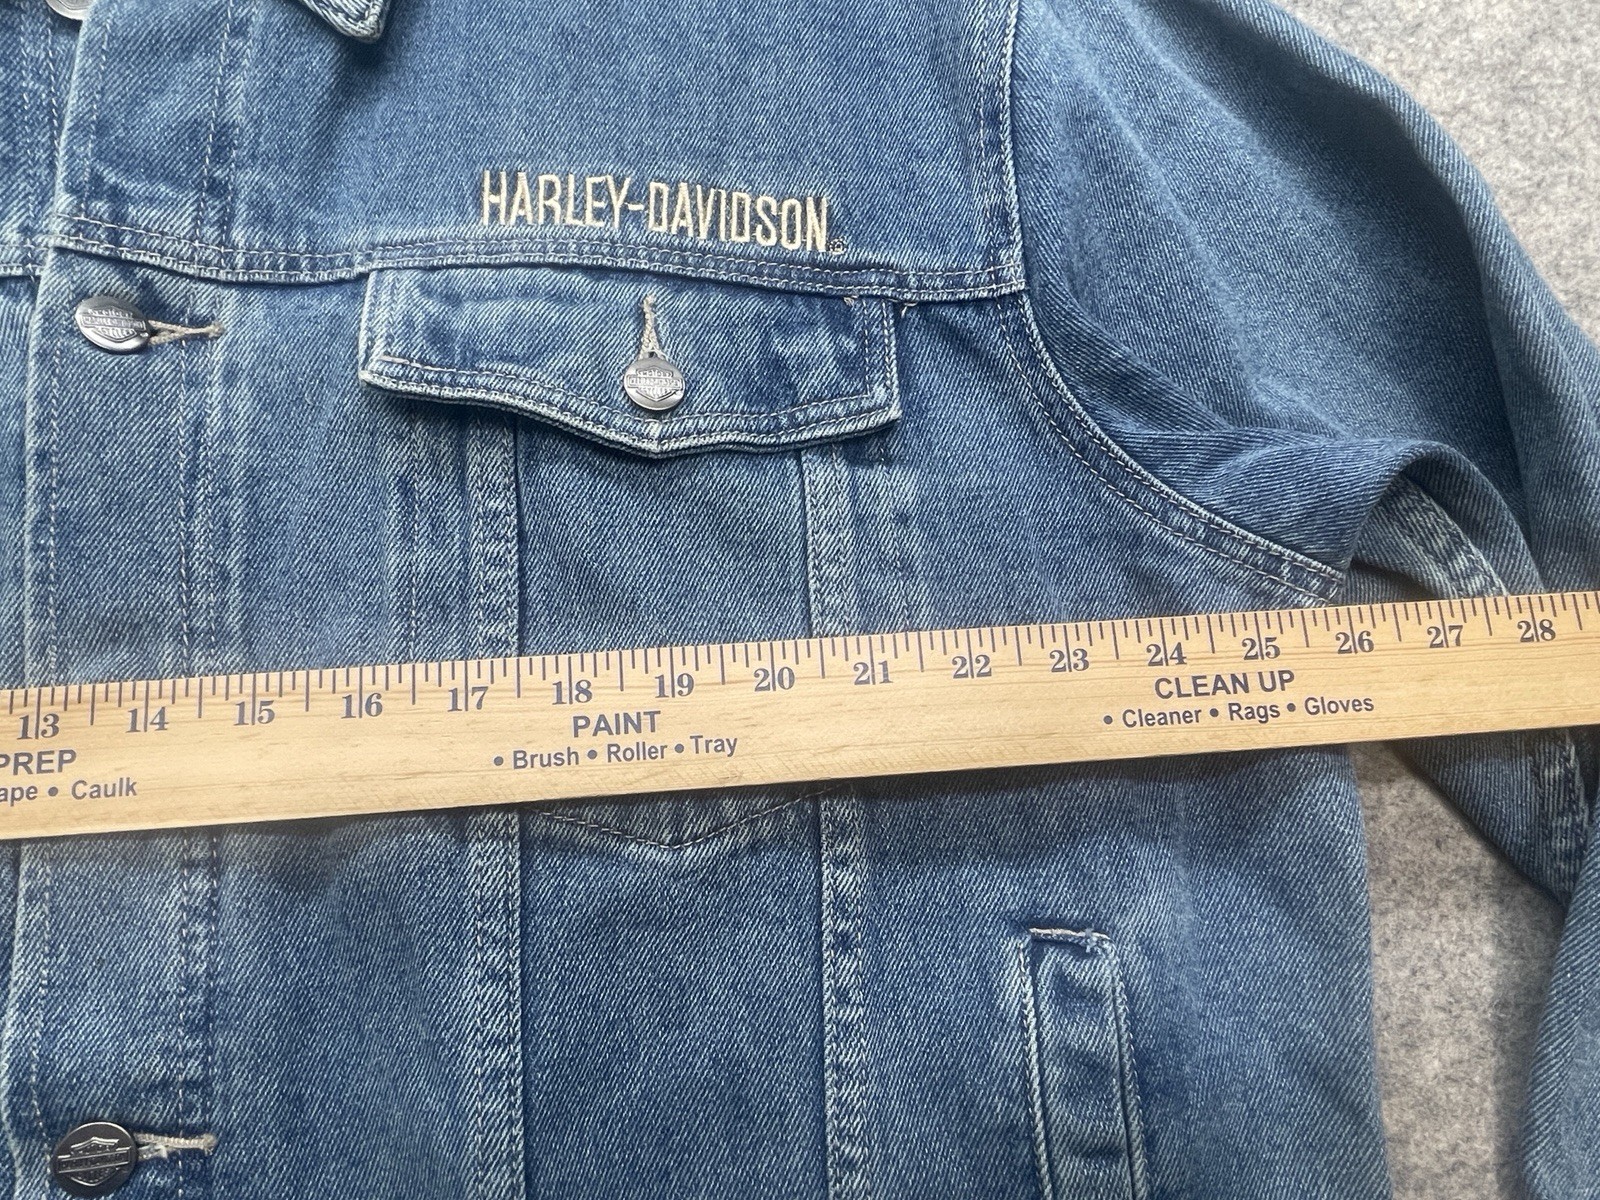 HARLEY-DAVIDSON
13 14 15 16 17 18 19 20 21 22 23 24 25 26 27 28
PREP
PAINT
CLEAN UP
ape • Caulk
• Brush • Roller • Tray
• Cleaner • Rags • Gloves